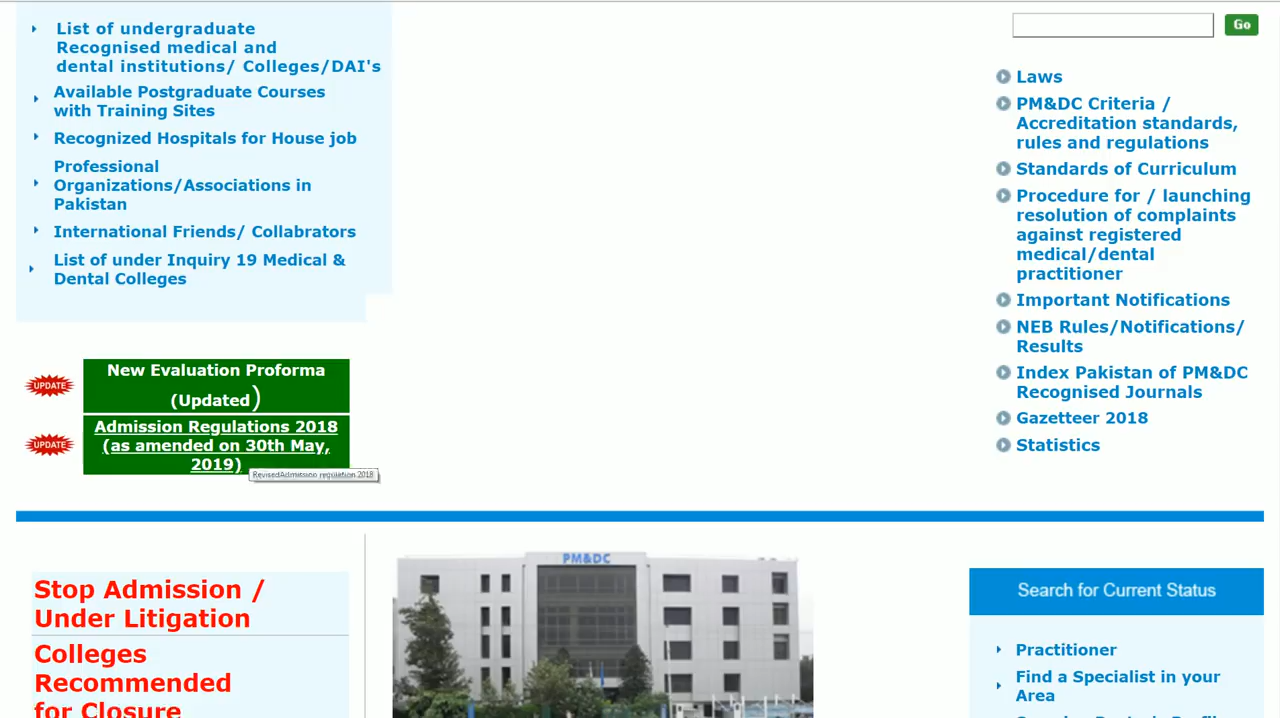 List of undergraduate
Recognised medical and
dental institutions/ Colleges/DAI's
Available Postgraduate Courses
with Training Sites
Recognized Hospitals for House job
Professional
Organizations/Associations in
Pakistan
International Friends/ Collabrators
List of under Inquiry 19 Medical &
Dental Colleges
UPDATE
New Evaluation Proforma
(Updated)
UPDATE
Admission Regulations 2018
(as amended on 30th May,
2019)
RevisedAdmission regulation 2018
Go
Laws
PM&DC Criteria /
Accreditation standards,
rules and regulations
Standards of Curriculum
Procedure for / launching
resolution of complaints
against registered
medical/dental
practitioner
Important Notifications
NEB Rules/Notifications/
Results
Index Pakistan of PM&DC
Recognised Journals
Gazetteer 2018
Statistics
Stop Admission /
Under Litigation
Colleges
Recommended
for Closure
PM&DC
Search for Current Status
Practitioner
Find a Specialist in your
Area